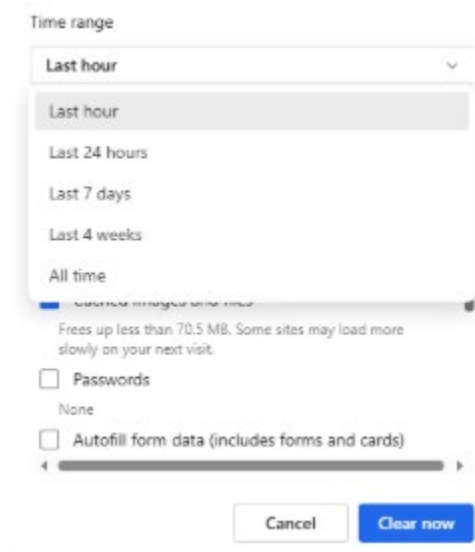 Time range
Last hour
Last hour
Last 24 hours
Last 7 days
Last 4 weeks
All time
Cached images and files
Frees up less than 70.5 MB. Some sites may load more
slowly on your next visit.
Passwords
None
Autofill form data (includes forms and cards)
Cancel Clear now